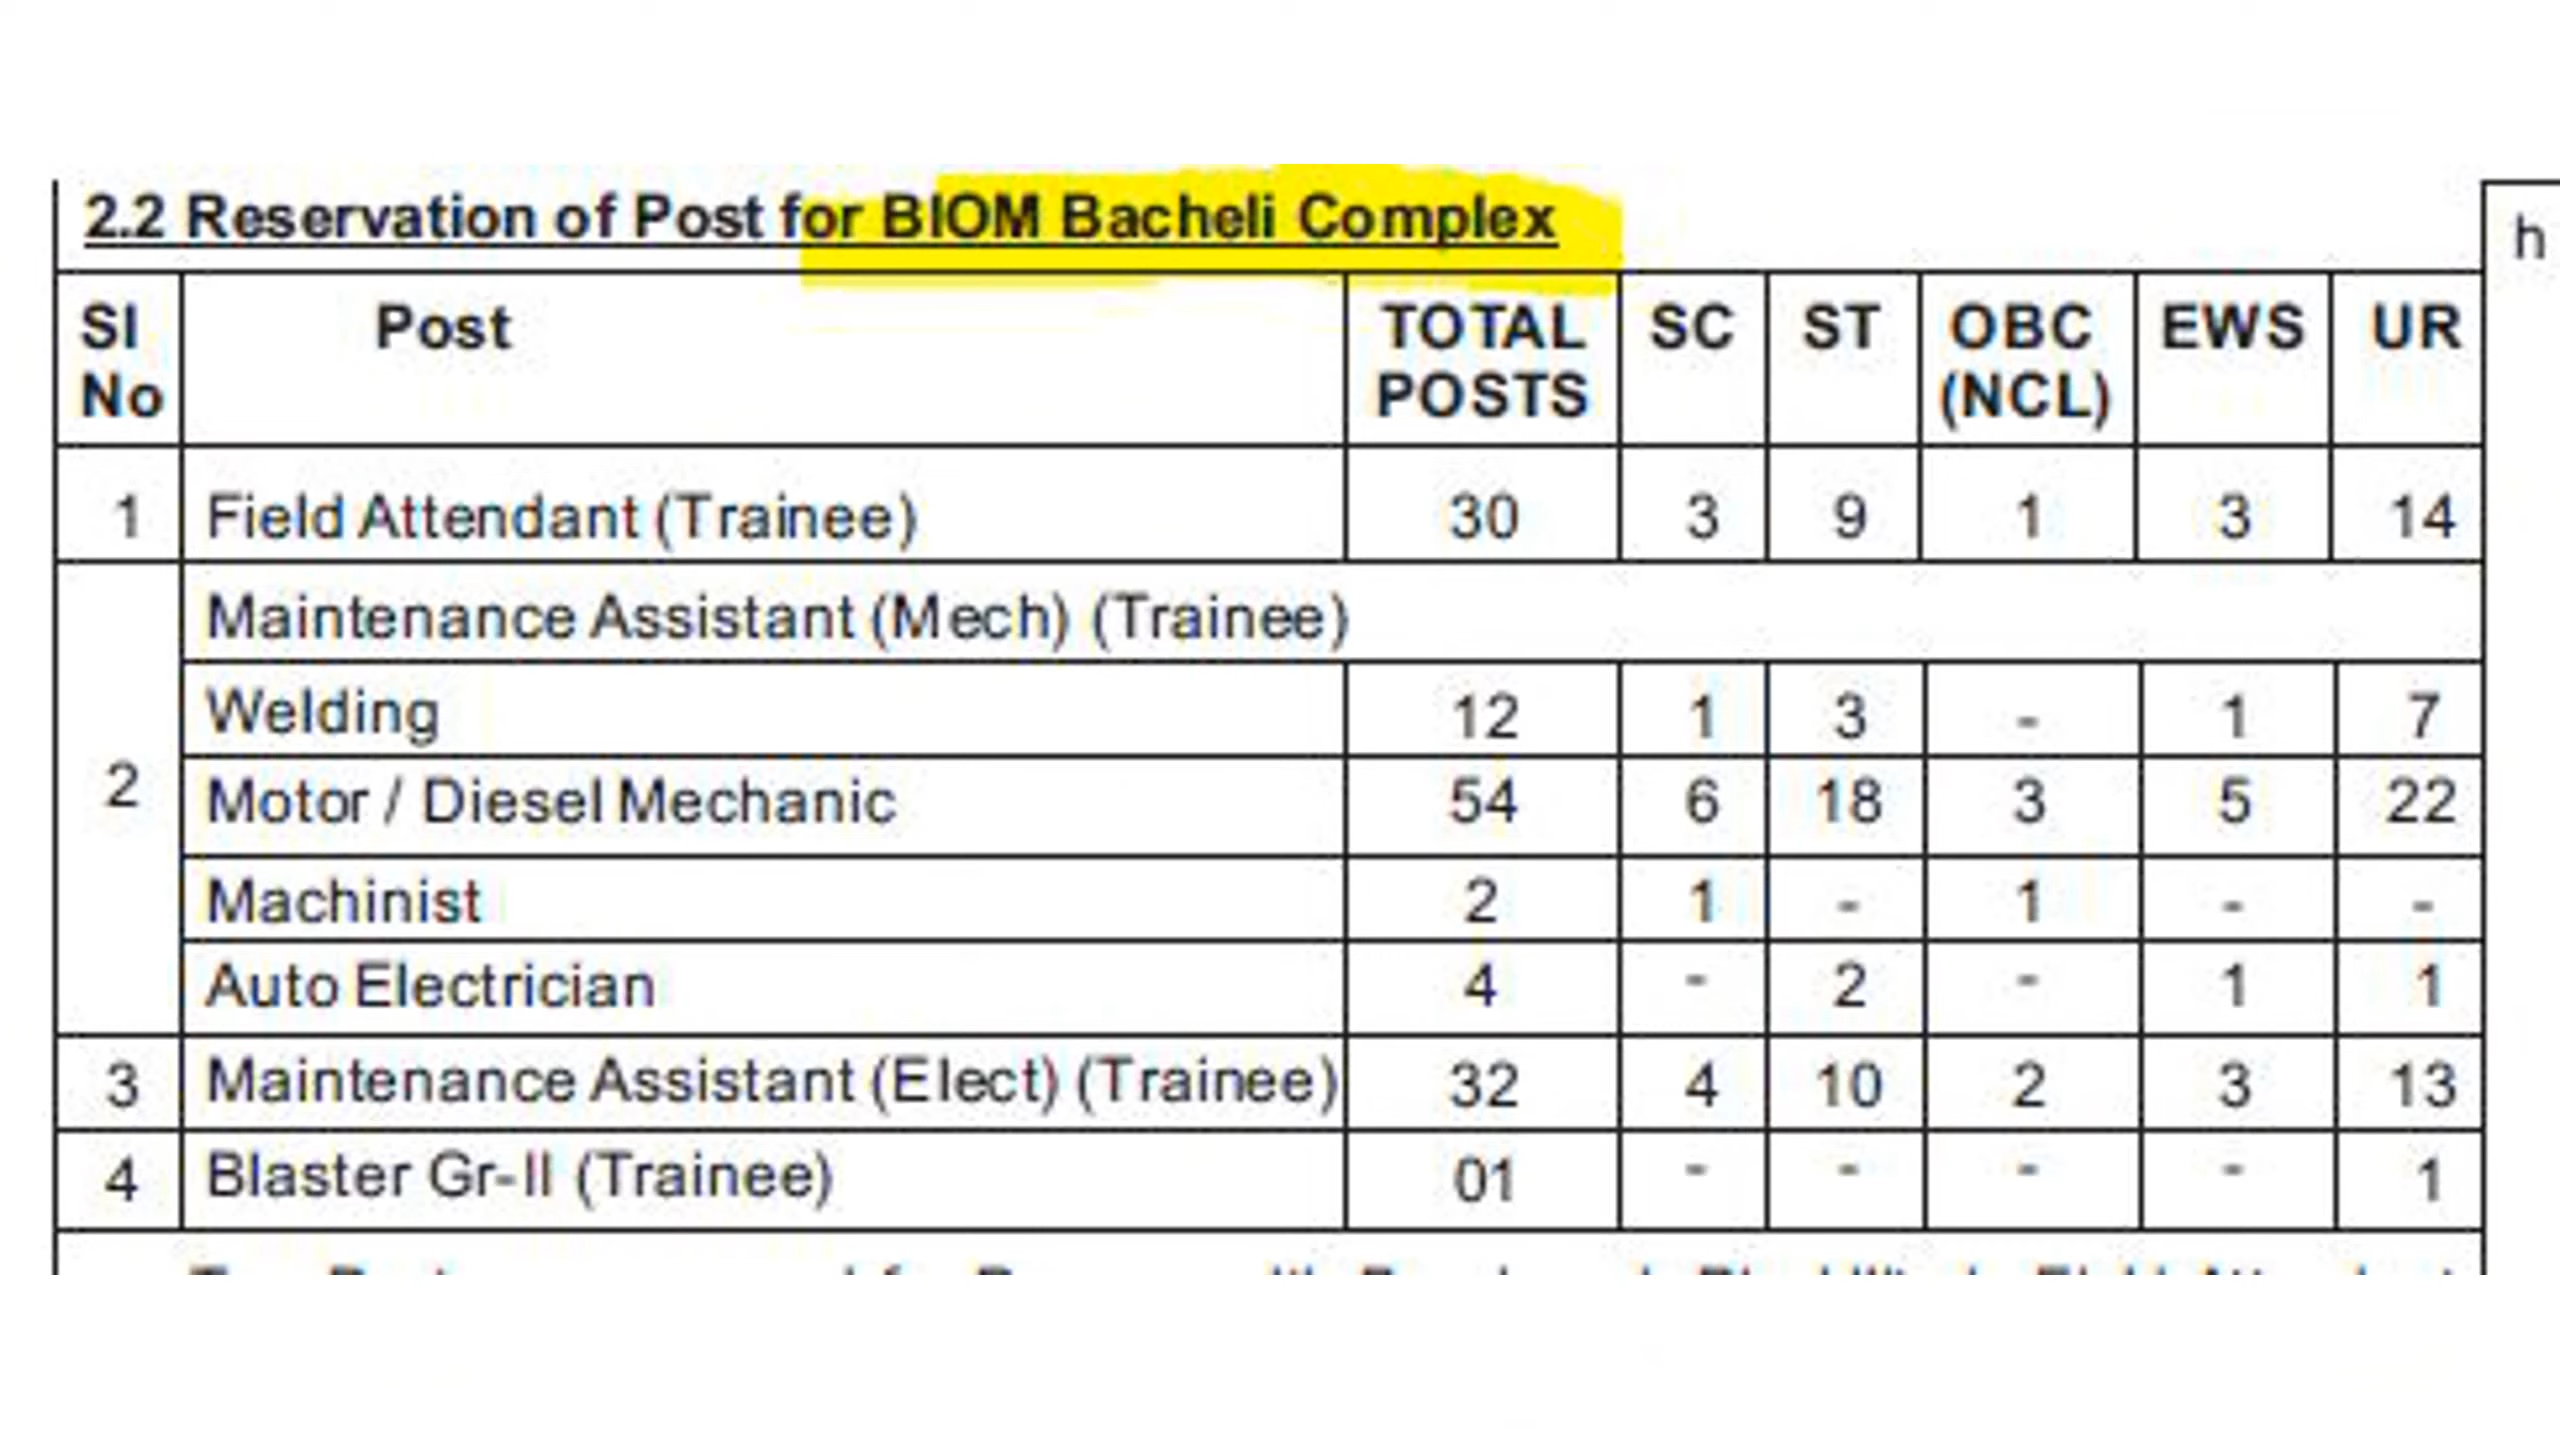 2.2 Reservation of Post for BIOM Bacheli Complex
h
Sl No Post TOTAL POSTS SC ST OBC (NCL) EWS UR
1 Field Attendant (Trainee) 30 3 9 1 3 14
2 Maintenance Assistant (Mech) (Trainee)
Welding 12 1 3 - 1 7
Motor / Diesel Mechanic 54 6 18 3 5 22
Machinist 2 1 - 1 - -
Auto Electrician 4 - 2 - 1 1
3 Maintenance Assistant (Elect) (Trainee) 32 4 10 2 3 13
4 Blaster Gr-II (Trainee) 01 - - - - 1